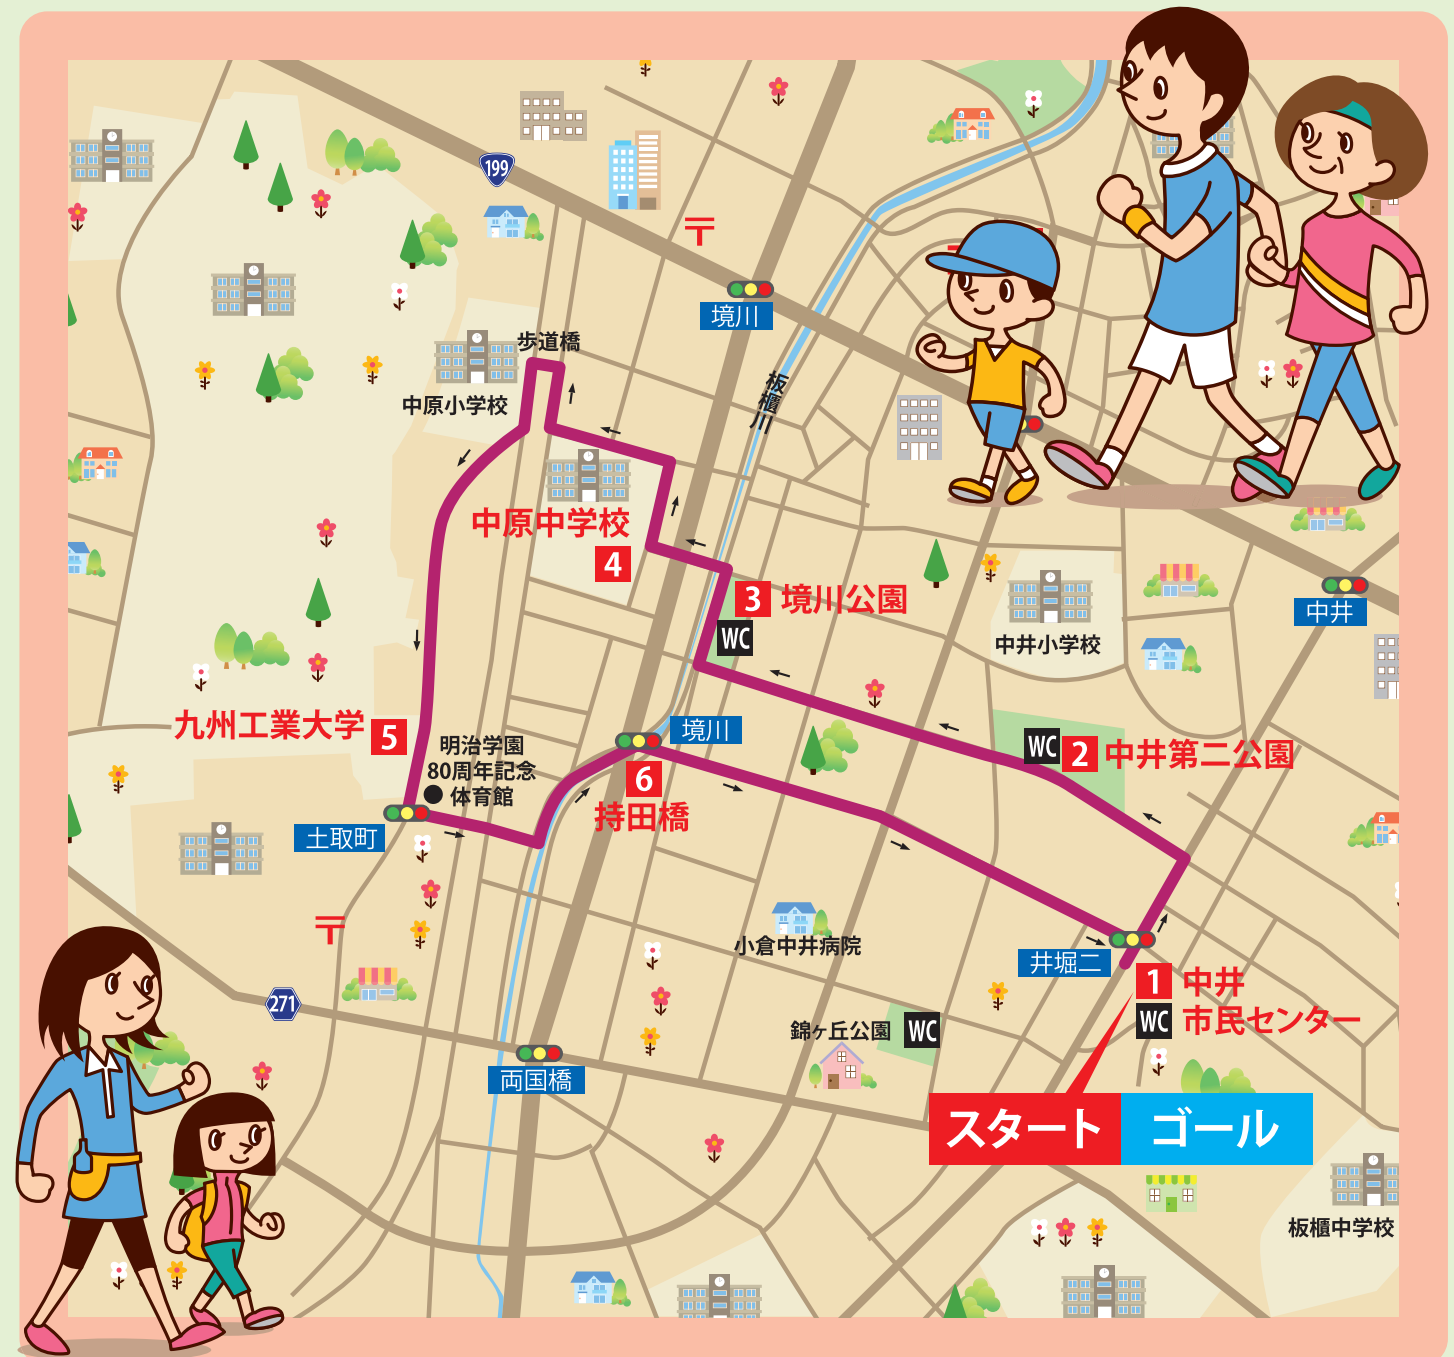 199
〒
境川
歩道橋
中原小学校
板櫃川
中原中学校
4
3 境川公園
WC
中井
中井小学校
九州工業大学 5
境川
WC
2 中井第二公園
明治学園
80周年記念
体育館
6
持田橋
土取町
〒
小倉中井病院
井堀二
1 中井
WC 市民センター
271
錦ヶ丘公園 WC
両国橋
スタート ゴール
板櫃中学校